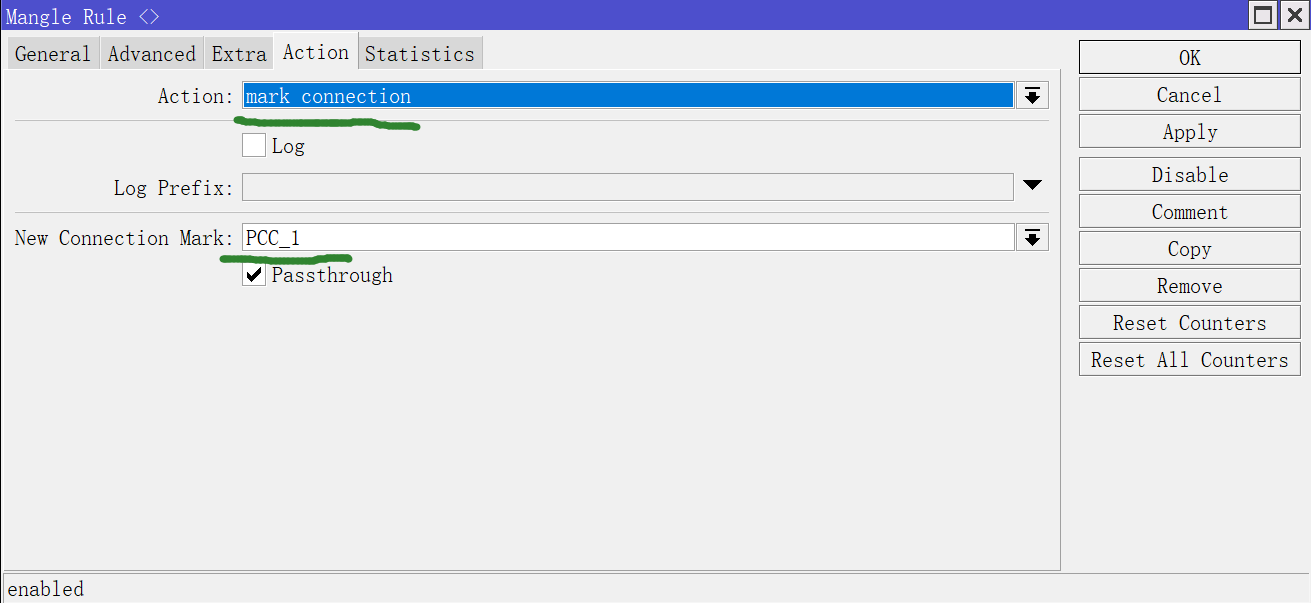 Mangle Rule <>
General Advanced Extra Action Statistics
Action: mark connection
Log
Log Prefix:
New Connection Mark: PCC_1
Passthrough
OK
Cancel
Apply
Disable
Comment
Copy
Remove
Reset Counters
Reset All Counters
enabled